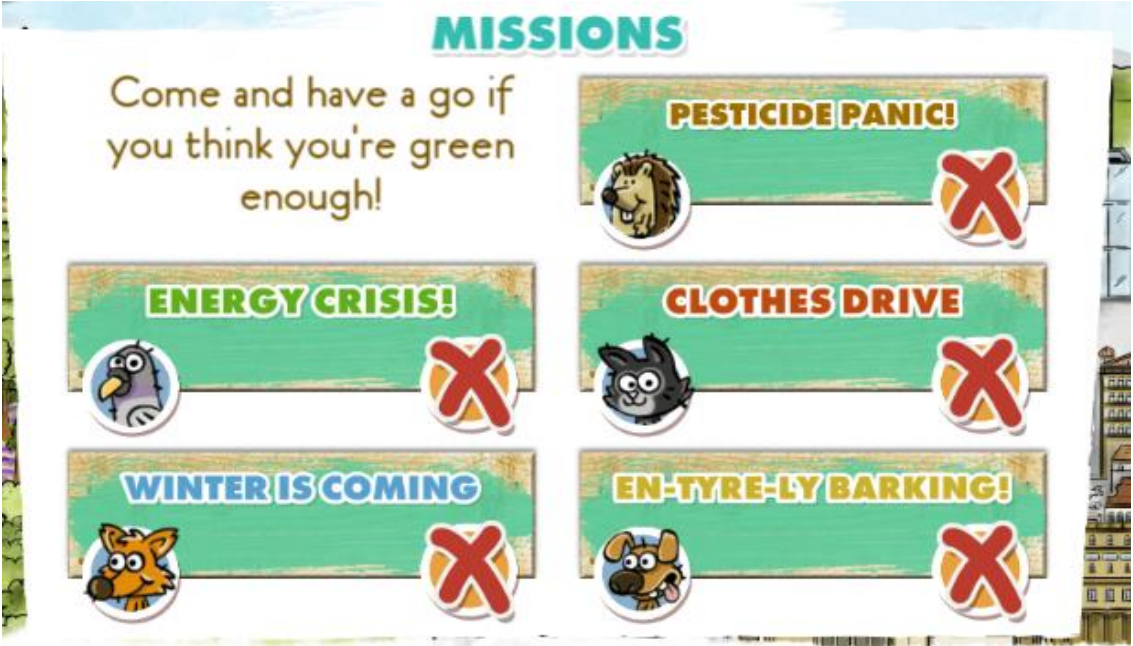 MISSIONS
Come and have a go if
you think you're green
enough!
PESTICIDE PANIC!
ENERGY CRISIS!
CLOTHES DRIVE
WINTER IS COMING
EN-TYRE-LY BARKING!